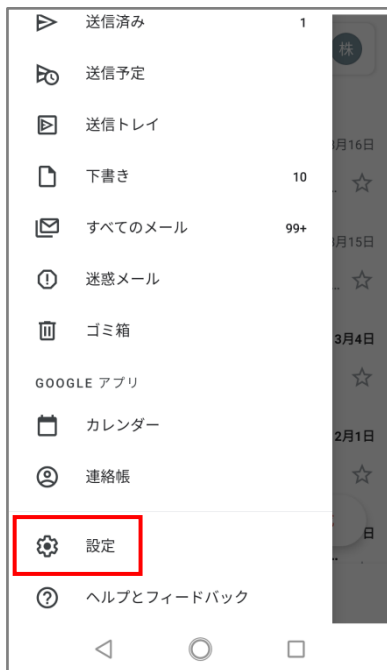 送信済み 1
株
送信予定
送信トレイ
月16日
下書き 10
すべてのメール 99+
月15日
迷惑メール
ゴミ箱
3月4日
GOOGLE アプリ
カレンダー
2月1日
連絡帳
日
設定
ヘルプとフィードバック